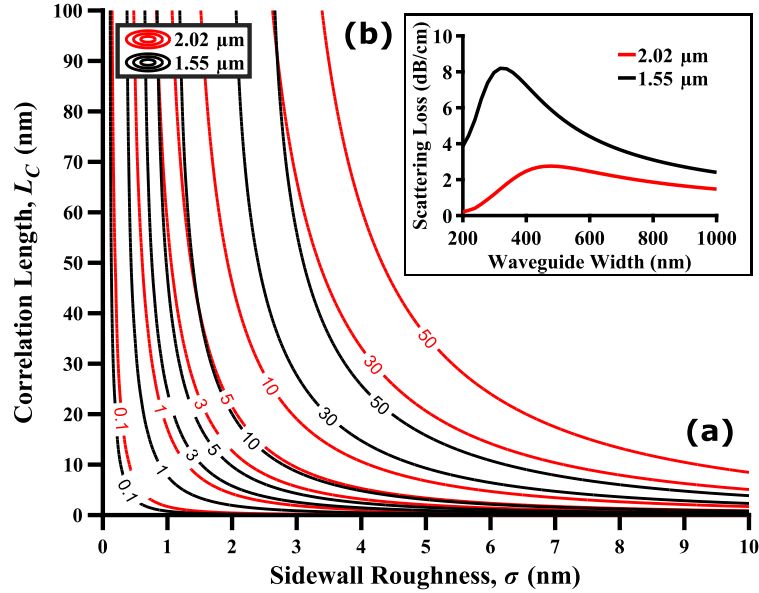 100
90
80
70
60
50
40
30
20
10
0
Correlation Length, L_C (nm)
0 1 2 3 4 5 6 7 8 9 10
Sidewall Roughness, σ (nm)
2.02 µm
1.55 µm
(b)
(a)
0.1
1
3
5
10
30
50
0.1
1
3
5
10
30
50
10
8
6
4
2
0
Scattering Loss (dB/cm)
200 400 600 800 1000
Waveguide Width (nm)
2.02 µm
1.55 µm